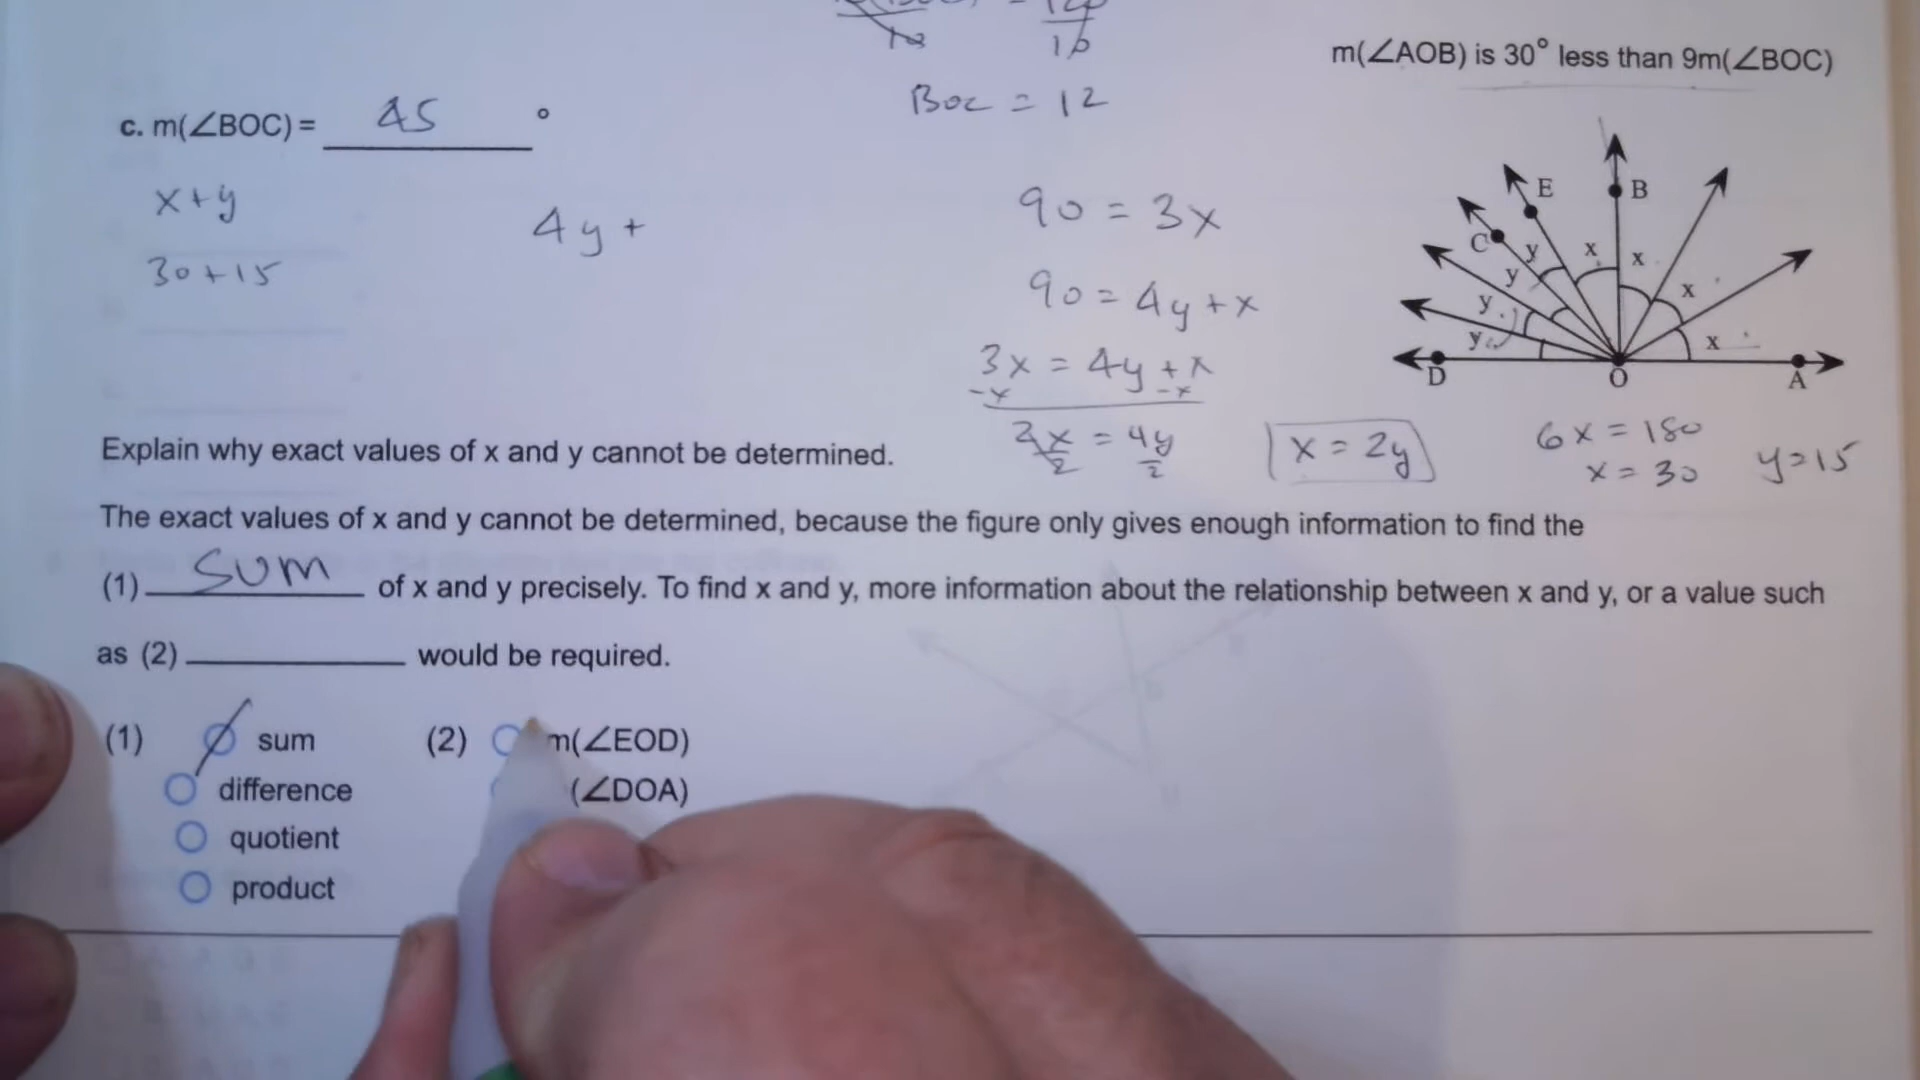 10
10
m(∠AOB) is 30° less than 9m(∠BOC)
BOC = 12
c. m(∠BOC) = 45 °
x+y
4y +
30+15
90 = 3x
90 = 4y + x
3x = 4y + x
-x -x
2x = 4y
2 2
x = 2y
6x = 180
x = 30
y=15
E
B
C
y
x
x
y
x
y
y
x
D
O
A
Explain why exact values of x and y cannot be determined.
The exact values of x and y cannot be determined, because the figure only gives enough information to find the
(1) SUM of x and y precisely. To find x and y, more information about the relationship between x and y, or a value such
as (2) would be required.
(1) sum
difference
quotient
product
(2) m(∠EOD)
(∠DOA)